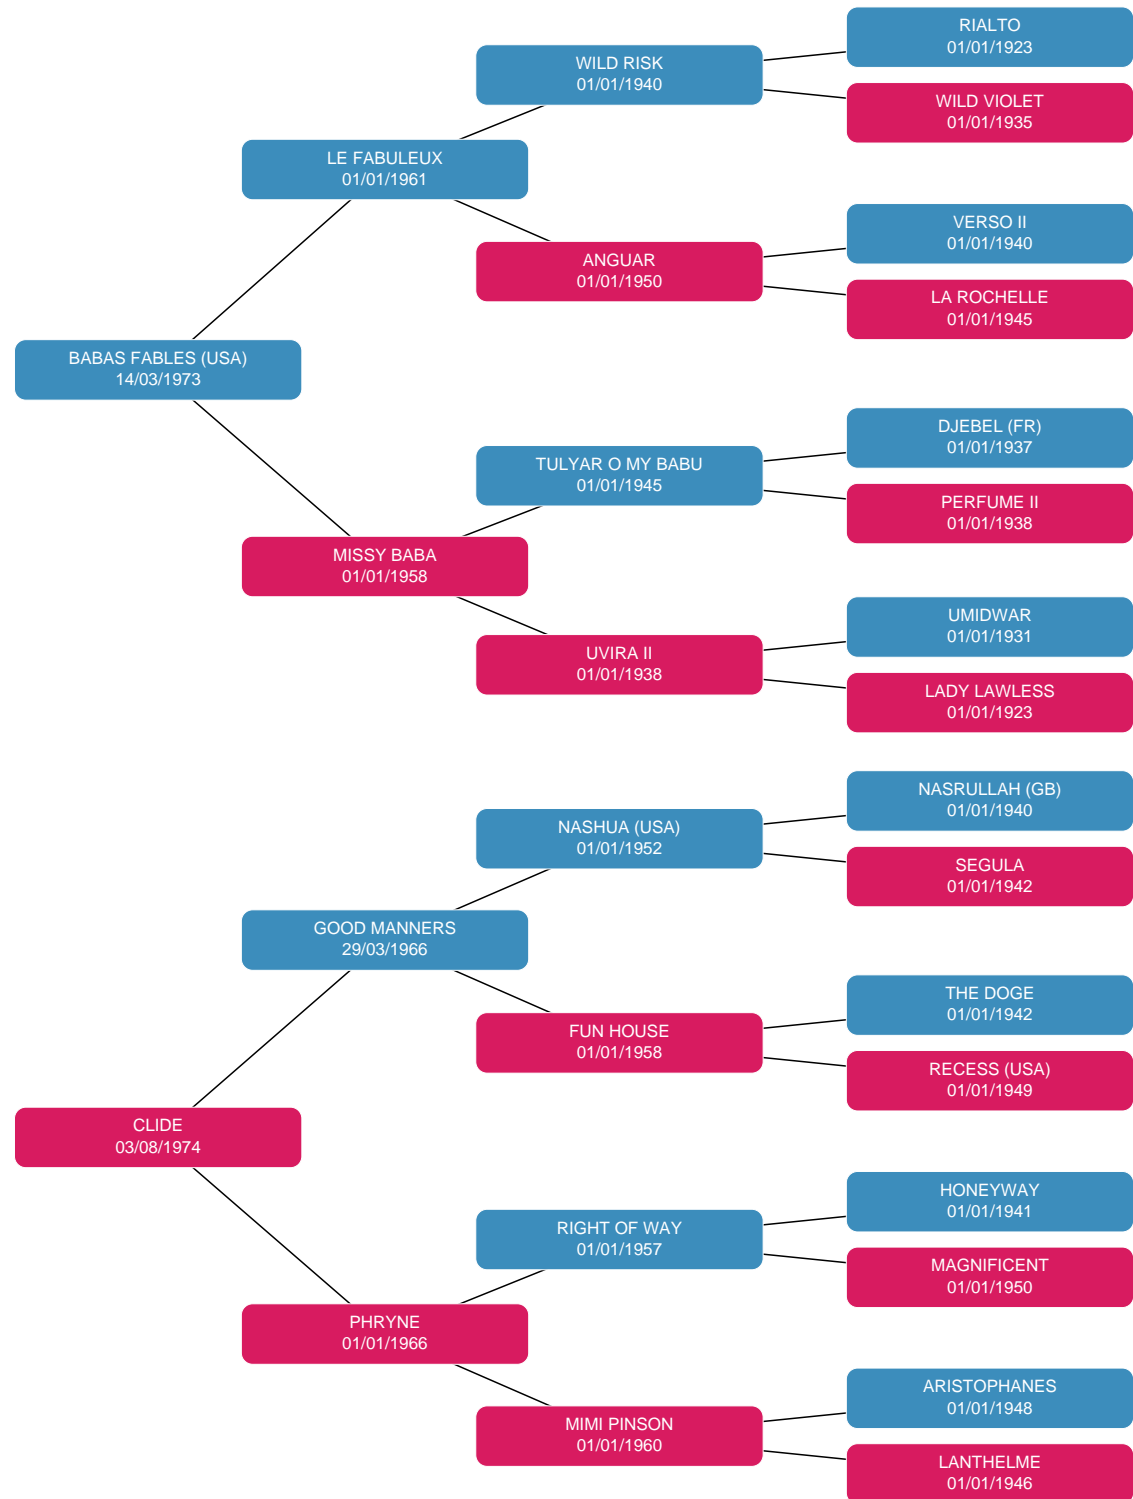 RIALTO
01/01/1923
WILD RISK
01/01/1940
WILD VIOLET
01/01/1935
LE FABULEUX
01/01/1961
VERSO II
01/01/1940
ANGUAR
01/01/1950
LA ROCHELLE
01/01/1945
BABAS FABLES (USA)
14/03/1973
DJEBEL (FR)
01/01/1937
TULYAR O MY BABU
01/01/1945
PERFUME II
01/01/1938
MISSY BABA
01/01/1958
UMIDWAR
01/01/1931
UVIRA II
01/01/1938
LADY LAWLESS
01/01/1923
NASRULLAH (GB)
01/01/1940
NASHUA (USA)
01/01/1952
SEGULA
01/01/1942
GOOD MANNERS
29/03/1966
THE DOGE
01/01/1942
FUN HOUSE
01/01/1958
RECESS (USA)
01/01/1949
CLIDE
03/08/1974
HONEYWAY
01/01/1941
RIGHT OF WAY
01/01/1957
MAGNIFICENT
01/01/1950
PHRYNE
01/01/1966
ARISTOPHANES
01/01/1948
MIMI PINSON
01/01/1960
LANTHELME
01/01/1946